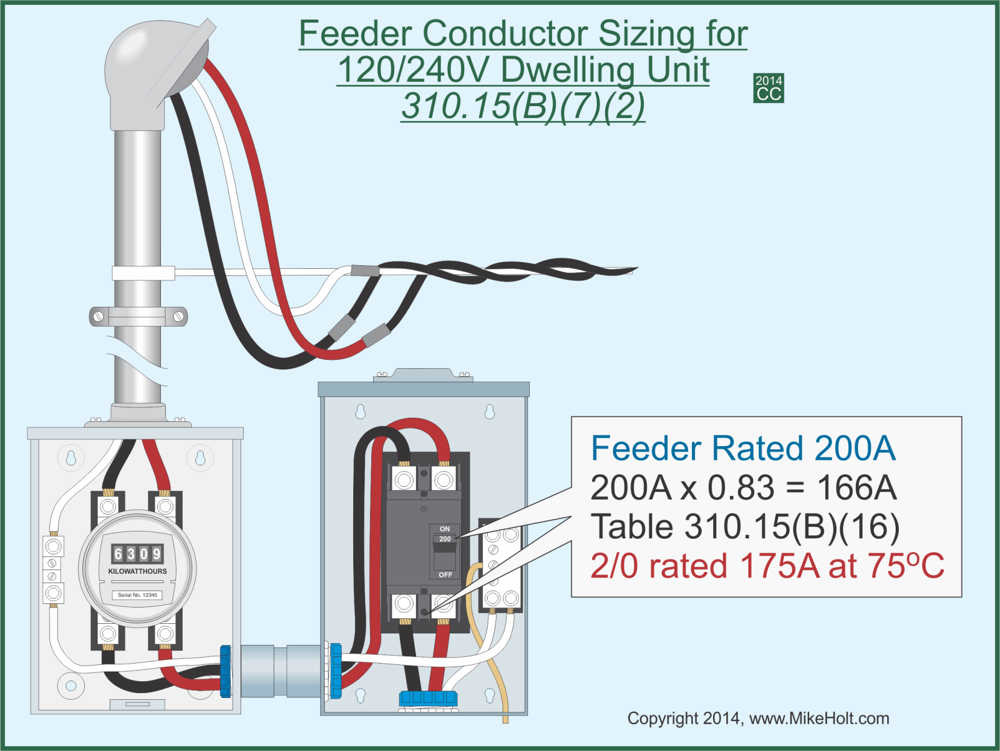 Feeder Conductor Sizing for
120/240V Dwelling Unit
310.15(B)(7)(2)
2014
CC
Feeder Rated 200A
200A x 0.83 = 166A
Table 310.15(B)(16)
2/0 rated 175A at 75ºC
ON
200
OFF
6309
KILOWATTHOURS
Serial No. 12345
Copyright 2014, www.MikeHolt.com